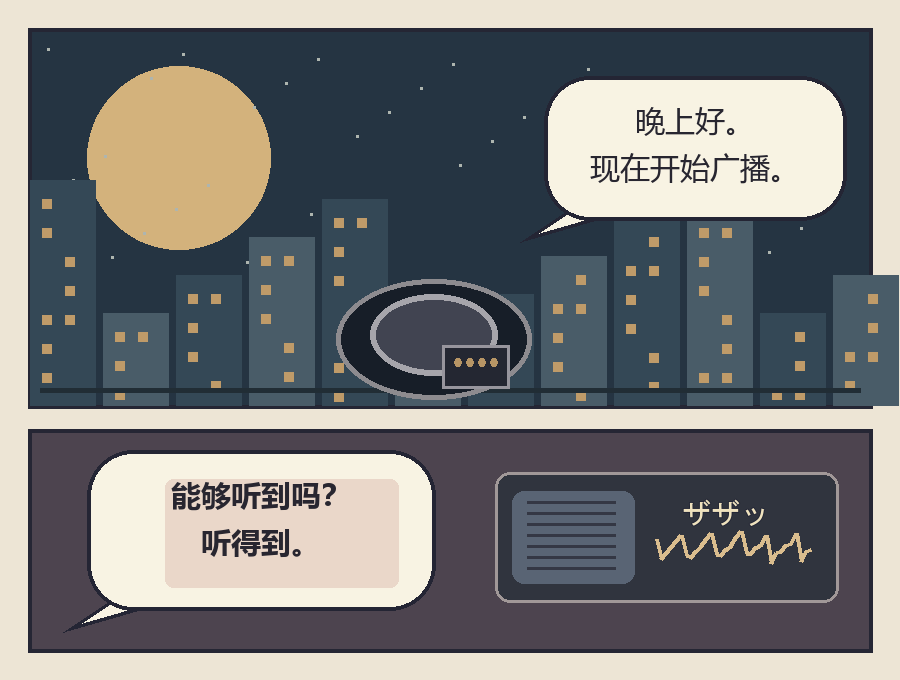 晚上好。
现在开始广播。
能够听到吗？
听得到。
ザザッ